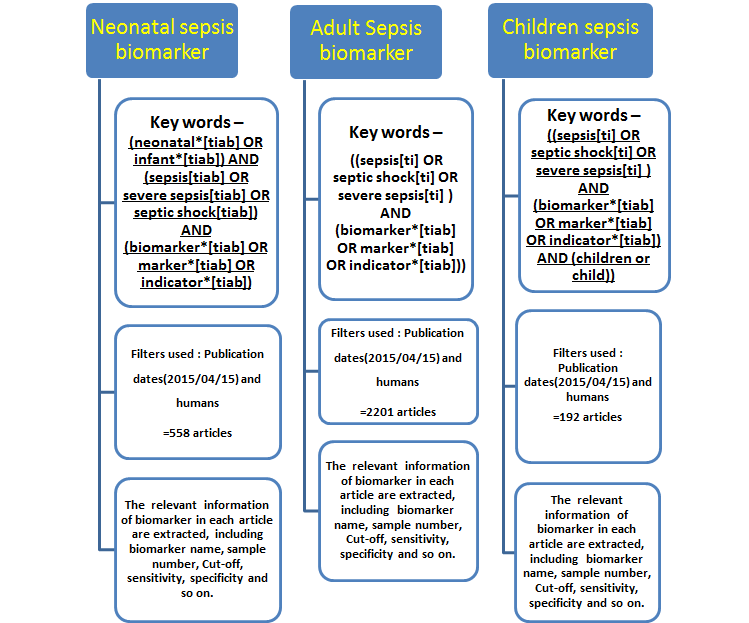 Neonatal sepsis
biomarker
Key words –
(neonatal*[tiab] OR
infant*[tiab]) AND
(sepsis[tiab] OR
severe sepsis[tiab] OR
septic shock[tiab])
AND
(biomarker*[tiab] OR
marker*[tiab] OR
indicator*[tiab])
Filters used : Publication
dates(2015/04/15) and
humans
=558 articles
The relevant information
of biomarker in each article
are extracted, including
biomarker name, sample
number, Cut-off,
sensitivity, specificity and
so on.
Adult Sepsis
biomarker
Key words –
((sepsis[ti] OR
septic shock[ti] OR
severe sepsis[ti] )
AND
(biomarker*[tiab]
OR marker*[tiab]
OR indicator*[tiab]))
Filters used : Publication
dates(2015/04/15) and
humans
=2201 articles
The relevant information
of biomarker in each
article are extracted,
including biomarker
name, sample number,
Cut-off, sensitivity,
specificity and so on.
Children sepsis
biomarker
Key words –
((sepsis[ti] OR
septic shock[ti] OR
severe sepsis[ti] )
AND
(biomarker*[tiab]
OR marker*[tiab]
OR indicator*[tiab])
AND (children or
child))
Filters used :
Publication
dates(2015/04/15) and
humans
=192 articles
The relevant
information of
biomarker in each
article are extracted,
including biomarker
name, sample number,
Cut-off, sensitivity,
specificity and so on.